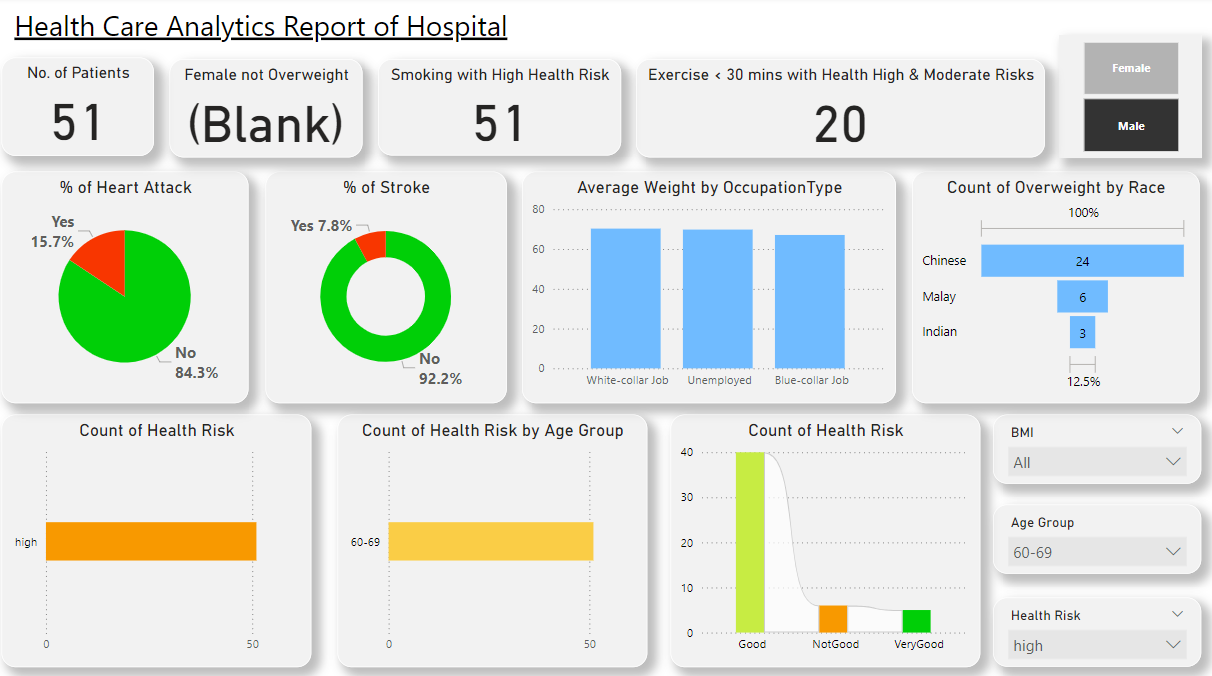 Health Care Analytics Report of Hospital
No. of Patients
51
Female not Overweight
(Blank)
Smoking with High Health Risk
51
Exercise < 30 mins with Health High & Moderate Risks
20
Female
Male
% of Heart Attack
Yes
15.7%
No
84.3%
% of Stroke
Yes 7.8%
No
92.2%
Average Weight by OccupationType
80
60
40
20
0
White-collar Job
Unemployed
Blue-collar Job
Count of Overweight by Race
100%
Chinese 24
Malay 6
Indian 3
12.5%
Count of Health Risk
high
0 50
Count of Health Risk by Age Group
60-69
0 50
Count of Health Risk
40
30
20
10
0
Good NotGood VeryGood
BMI
All
Age Group
60-69
Health Risk
high